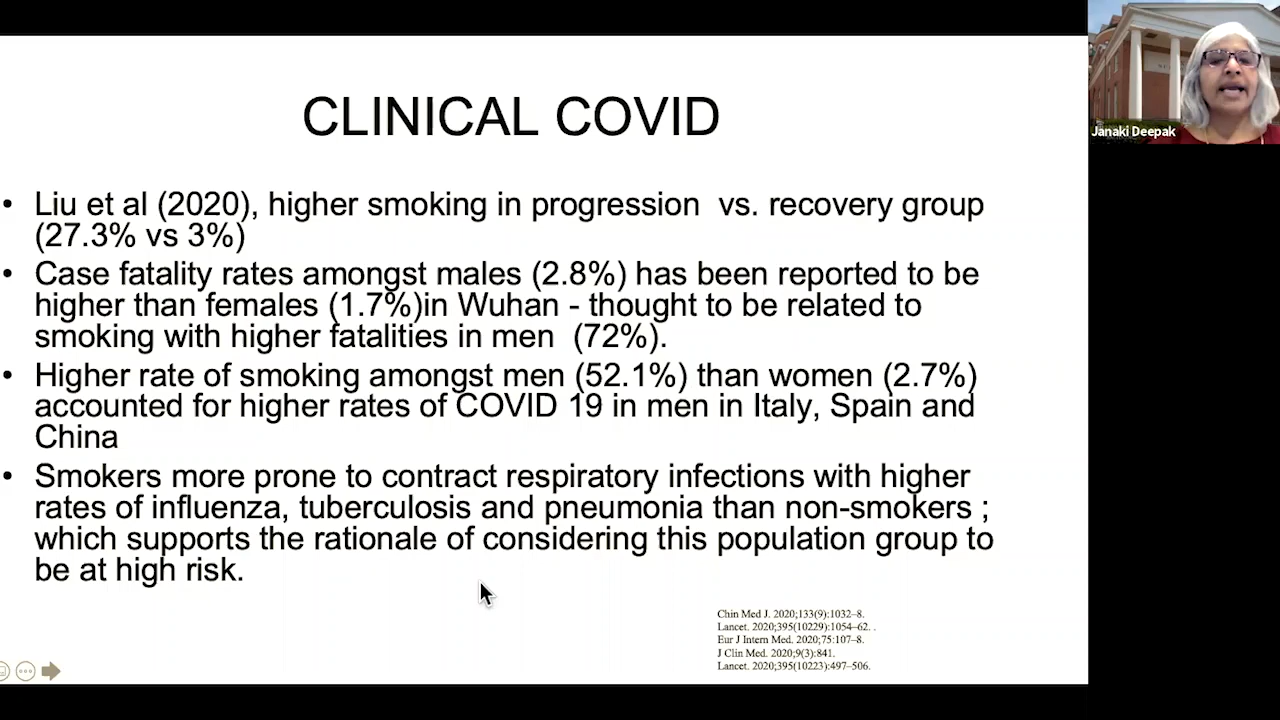 CLINICAL COVID
• Liu et al (2020), higher smoking in progression vs. recovery group
(27.3% vs 3%)
• Case fatality rates amongst males (2.8%) has been reported to be
higher than females (1.7%)in Wuhan - thought to be related to
smoking with higher fatalities in men (72%).
• Higher rate of smoking amongst men (52.1%) than women (2.7%)
accounted for higher rates of COVID 19 in men in Italy, Spain and
China
• Smokers more prone to contract respiratory infections with higher
rates of influenza, tuberculosis and pneumonia than non-smokers ;
which supports the rationale of considering this population group to
be at high risk.
Chin Med J. 2020;133(9):1032–8.
Lancet. 2020;395(10229):1054–62. .
Eur J Intern Med. 2020;75:107–8.
J Clin Med. 2020;9(3):841.
Lancet. 2020;395(10223):497–506.
Janaki Deepak